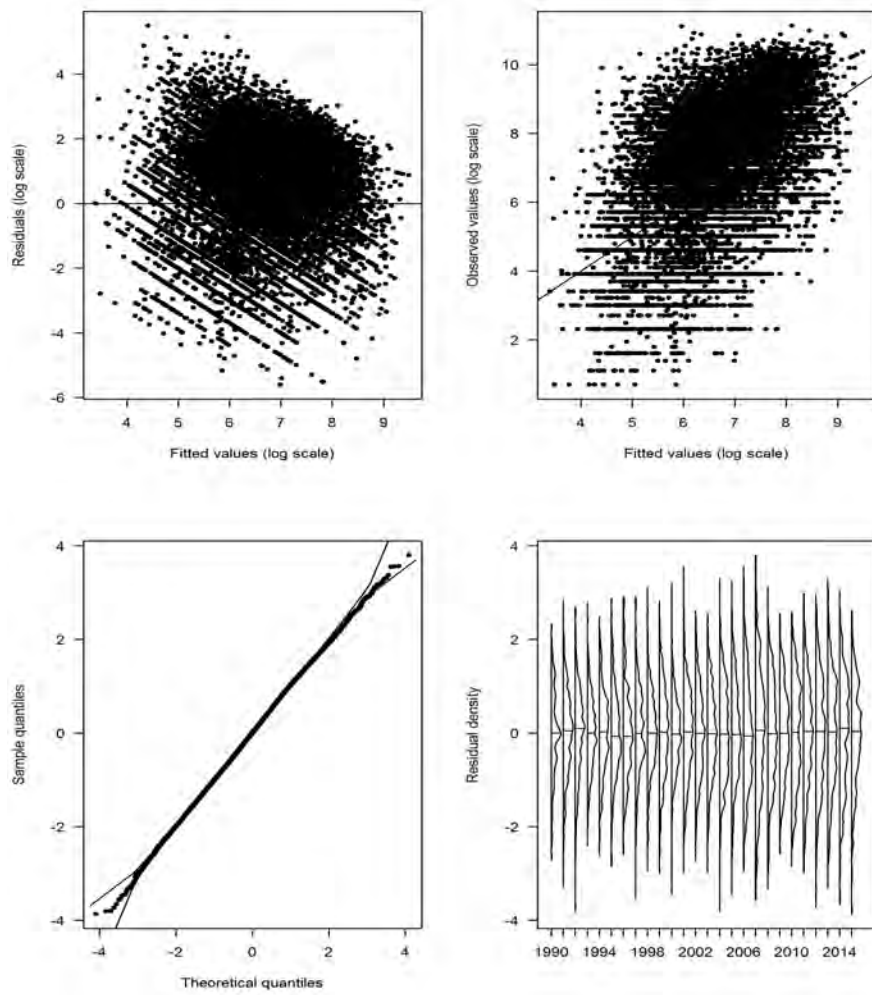 4
2
0
-2
-4
-6
Residuals (log scale)
4 5 6 7 8 9
Fitted values (log scale)
10
8
6
4
2
Observed values (log scale)
4 5 6 7 8 9
Fitted values (log scale)
4
2
0
-2
-4
Sample quantiles
-4 -2 0 2 4
Theoretical quantiles
4
2
0
-2
-4
Residual density
1990 1994 1998 2002 2006 2010 2014